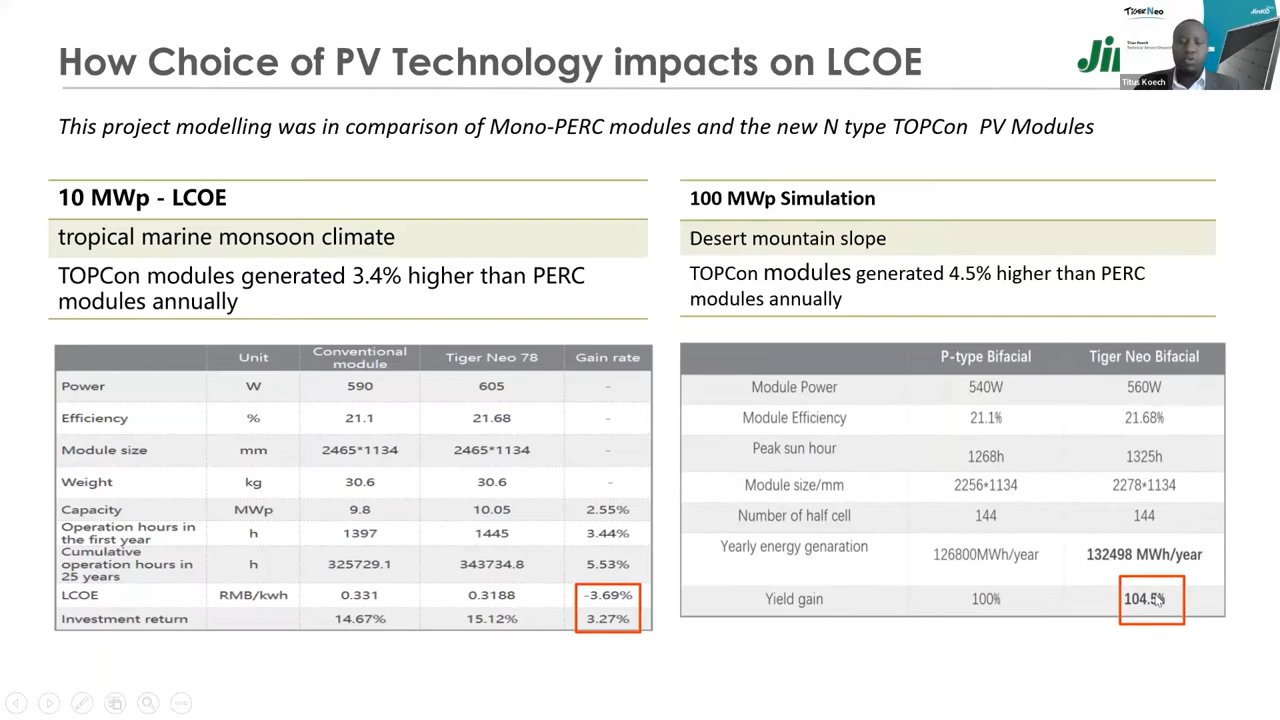 How Choice of PV Technology impacts on LCOE
TIGER Neo
JinKO
Titus Koech
Titus Koech
This project modelling was in comparison of Mono-PERC modules and the new N type TOPCon PV Modules
10 MWp - LCOE
tropical marine monsoon climate
TOPCon modules generated 3.4% higher than PERC
modules annually
100 MWp Simulation
Desert mountain slope
TOPCon modules generated 4.5% higher than PERC
modules annually
Unit Conventional module Tiger Neo 78 Gain rate
Power W 590 605 -
Efficiency % 21.1 21.68 -
Module size mm 2465*1134 2465*1134 -
Weight kg 30.6 30.6 -
Capacity MWp 9.8 10.05 2.55%
Operation hours in the first year h 1397 1445 3.44%
Cumulative operation hours in 25 years h 325729.1 343734.8 5.53%
LCOE RMB/kwh 0.331 0.3188 -3.69%
Investment return 14.67% 15.12% 3.27%
P-type Bifacial Tiger Neo Bifacial
Module Power 540W 560W
Module Efficiency 21.1% 21.68%
Peak sun hour 1268h 1325h
Module size/mm 2256*1134 2278*1134
Number of half cell 144 144
Yearly energy genaration 126800MWh/year 132498 MWh/year
Yield gain 100% 104.5%